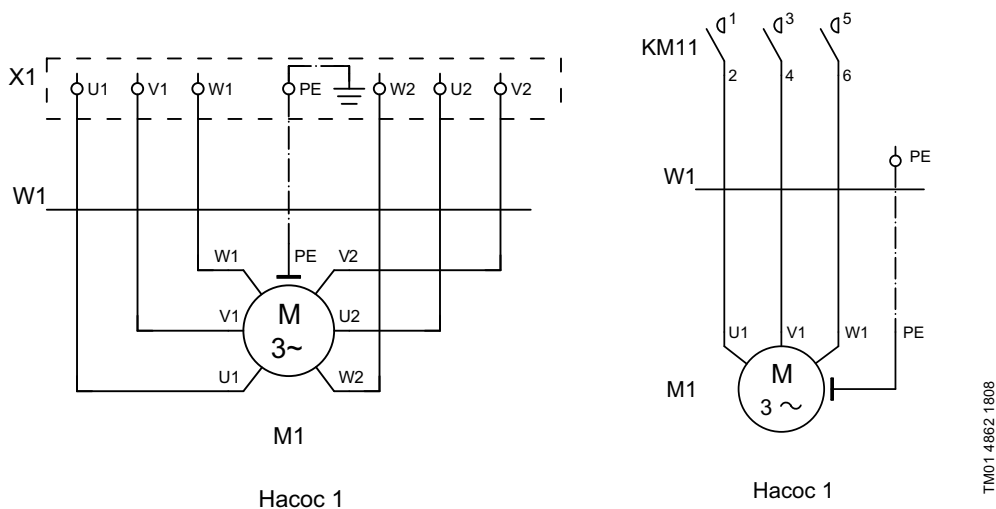 X1 U1 V1 W1 PE W2 U2 V2
W1
W1 PE V2
V1 M U2
3~
U1 W2
M1
Насос 1
KM11 1 3 5
2 4 6
PE
W1
U1 V1 W1 PE
M1 M
3 ~
Насос 1
TM01 4862 1808